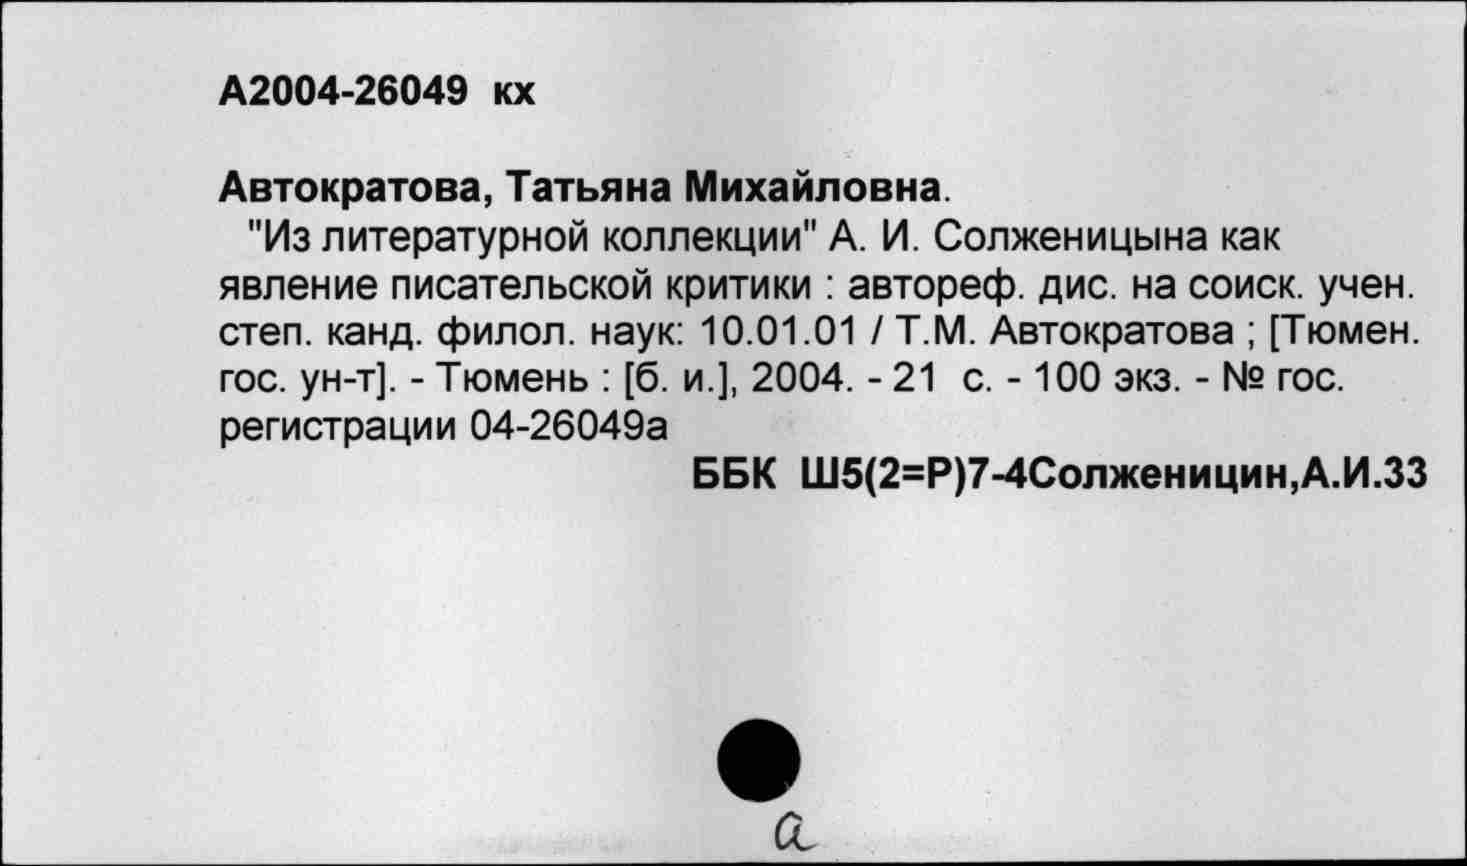 А2004-26049 кх
Автократова, Татьяна Михайловна.
"Из литературной коллекции" А. И. Солженицына как
явление писательской критики : автореф. дис. на соиск. учен.
степ. канд. филол. наук: 10.01.01 / Т.М. Автократова ; [Тюмен.
гос. ун-т]. - Тюмень : [б. и.], 2004. - 21 с. - 100 экз. - № гос.
регистрации 04-26049а
ББК Ш5(2=Р)7-4Солженицин,А.И.33
а